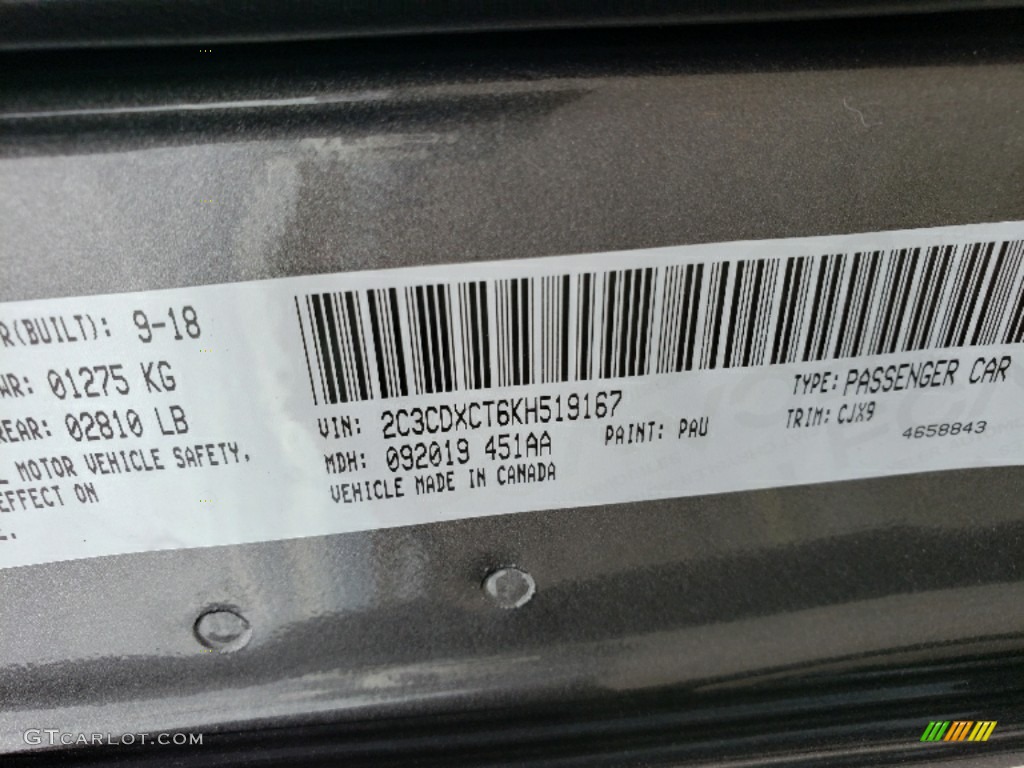 R(BUILT): 9-18
WR: 01275 KG
REAR: 02810 LB
MOTOR VEHICLE SAFETY,
EFFECT ON
VIN: 2C3CDXCT6KH519167
MDH: 092019 451AA
PAINT: PAU
VEHICLE MADE IN CANADA
TYPE: PASSENGER CAR
TRIM: CJX9
4658843
GTCARLOT.COM